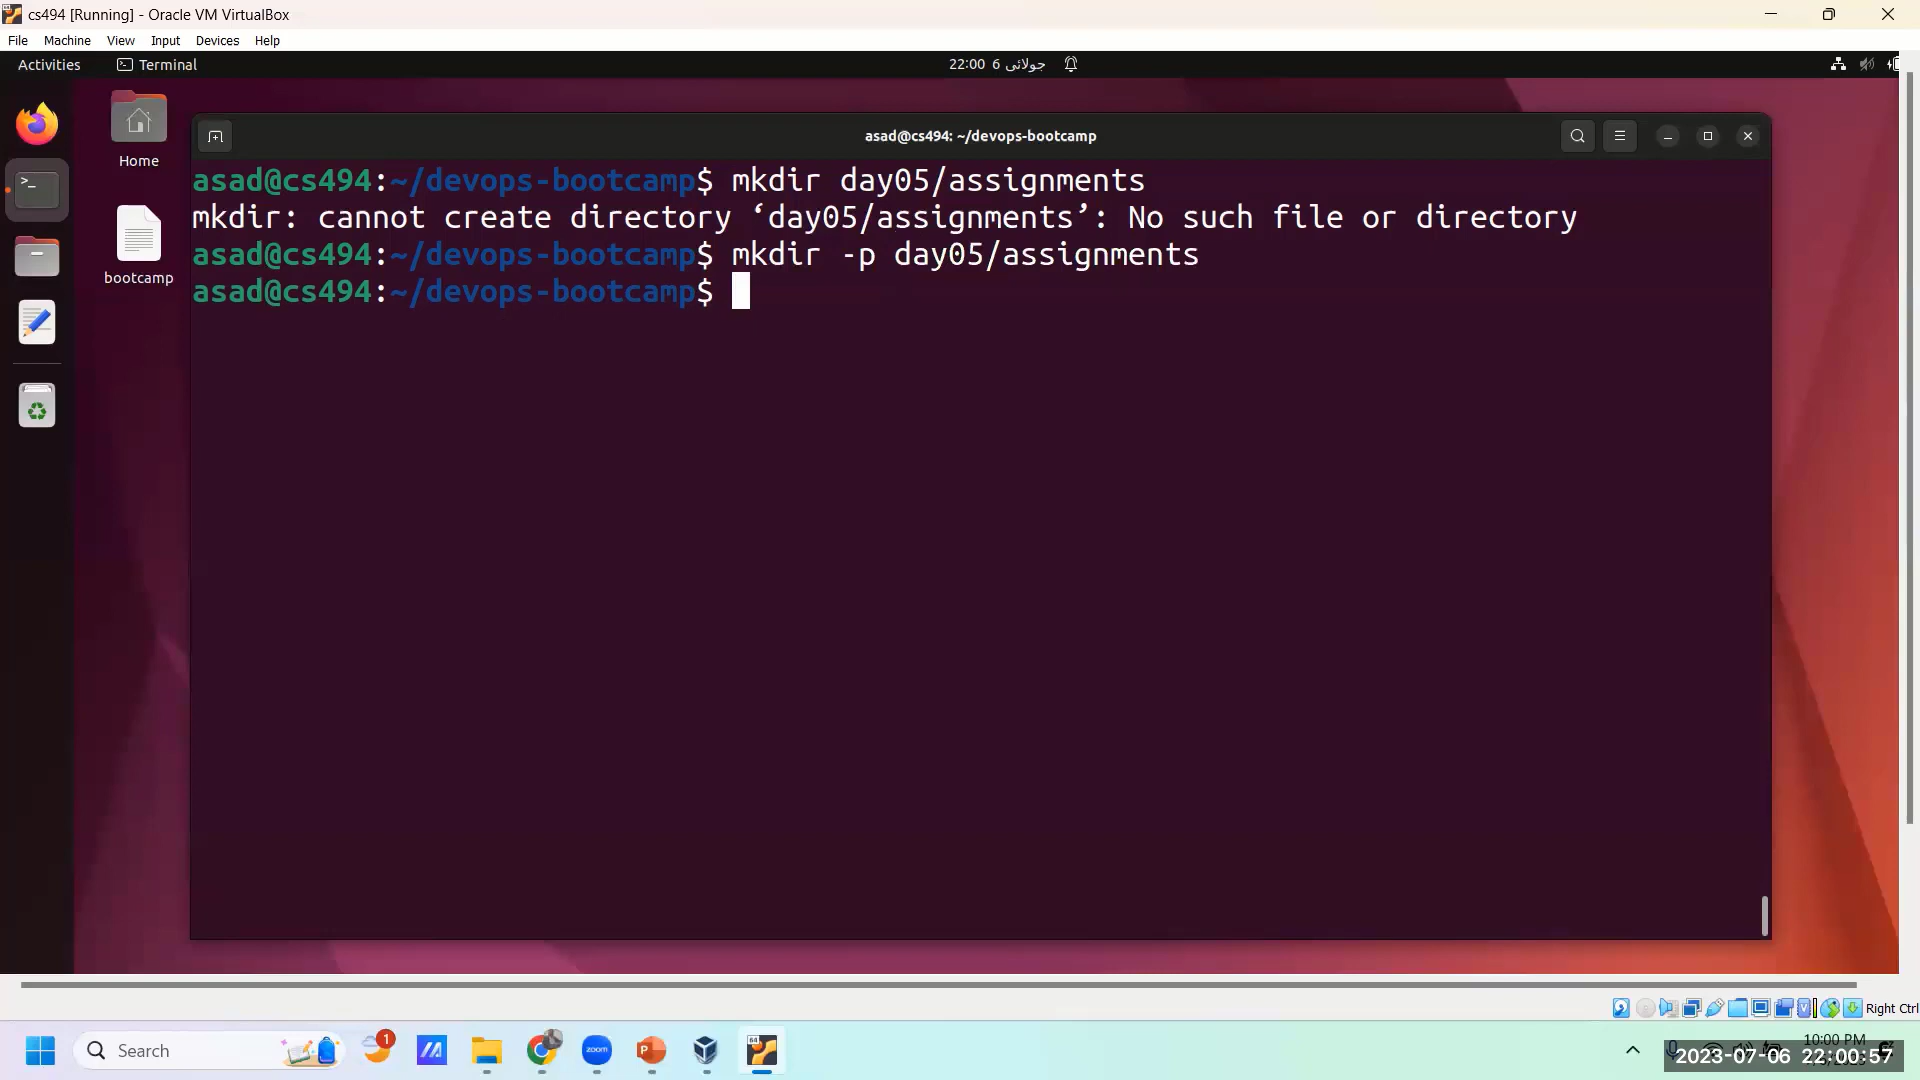 cs494 [Running] - Oracle VM VirtualBox
File Machine View Input Devices Help
Activities Terminal 22:00 6 جولائی
Home
bootcamp
asad@cs494: ~/devops-bootcamp
asad@cs494:~/devops-bootcamp$ mkdir day05/assignments
mkdir: cannot create directory ‘day05/assignments’: No such file or directory
asad@cs494:~/devops-bootcamp$ mkdir -p day05/assignments
asad@cs494:~/devops-bootcamp$
Right Ctrl
Search
1
zoom
64
10:00 PM
2023-07-06 22:00:57